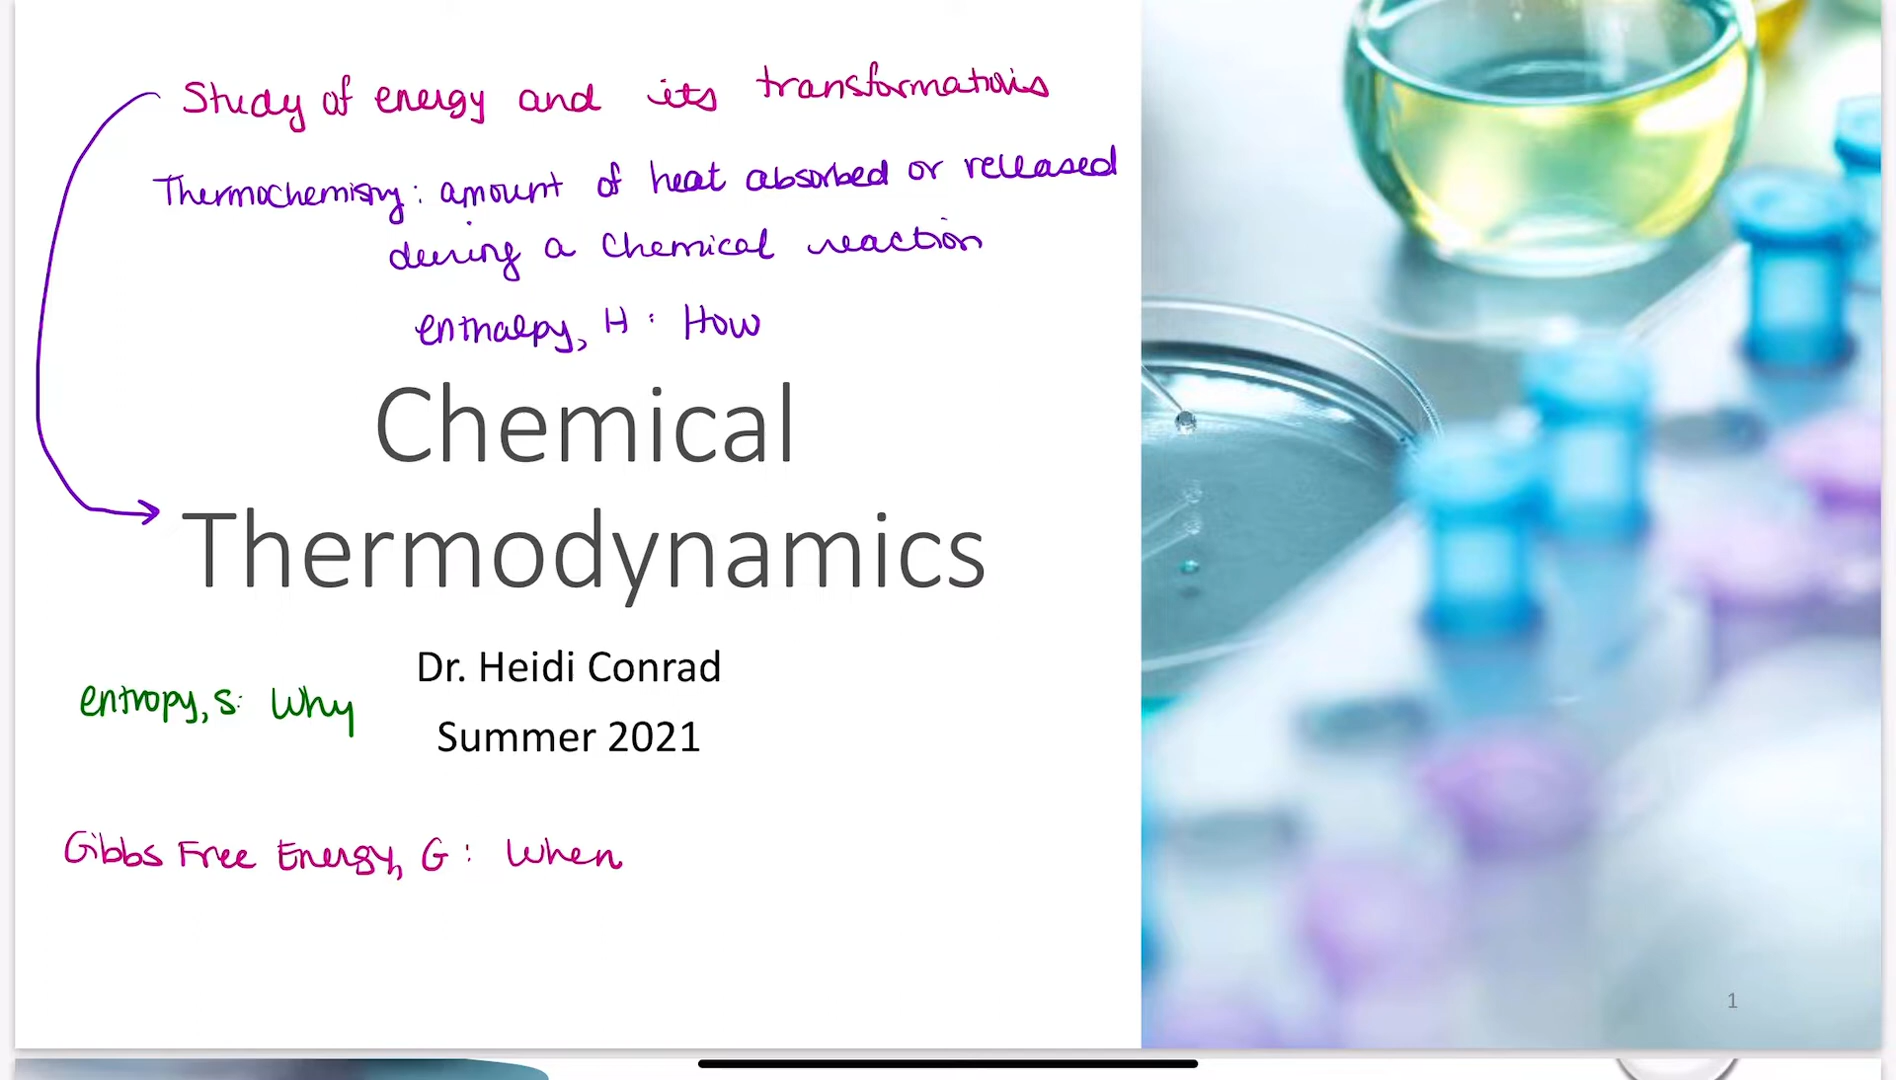 Study of energy and its transformations
Thermochemistry: amount of heat absorbed or released
during a chemical reaction
enthalpy, H: How
Chemical
Thermodynamics
Dr. Heidi Conrad
entropy, S: Why
Summer 2021
Gibbs Free Energy, G: When
1